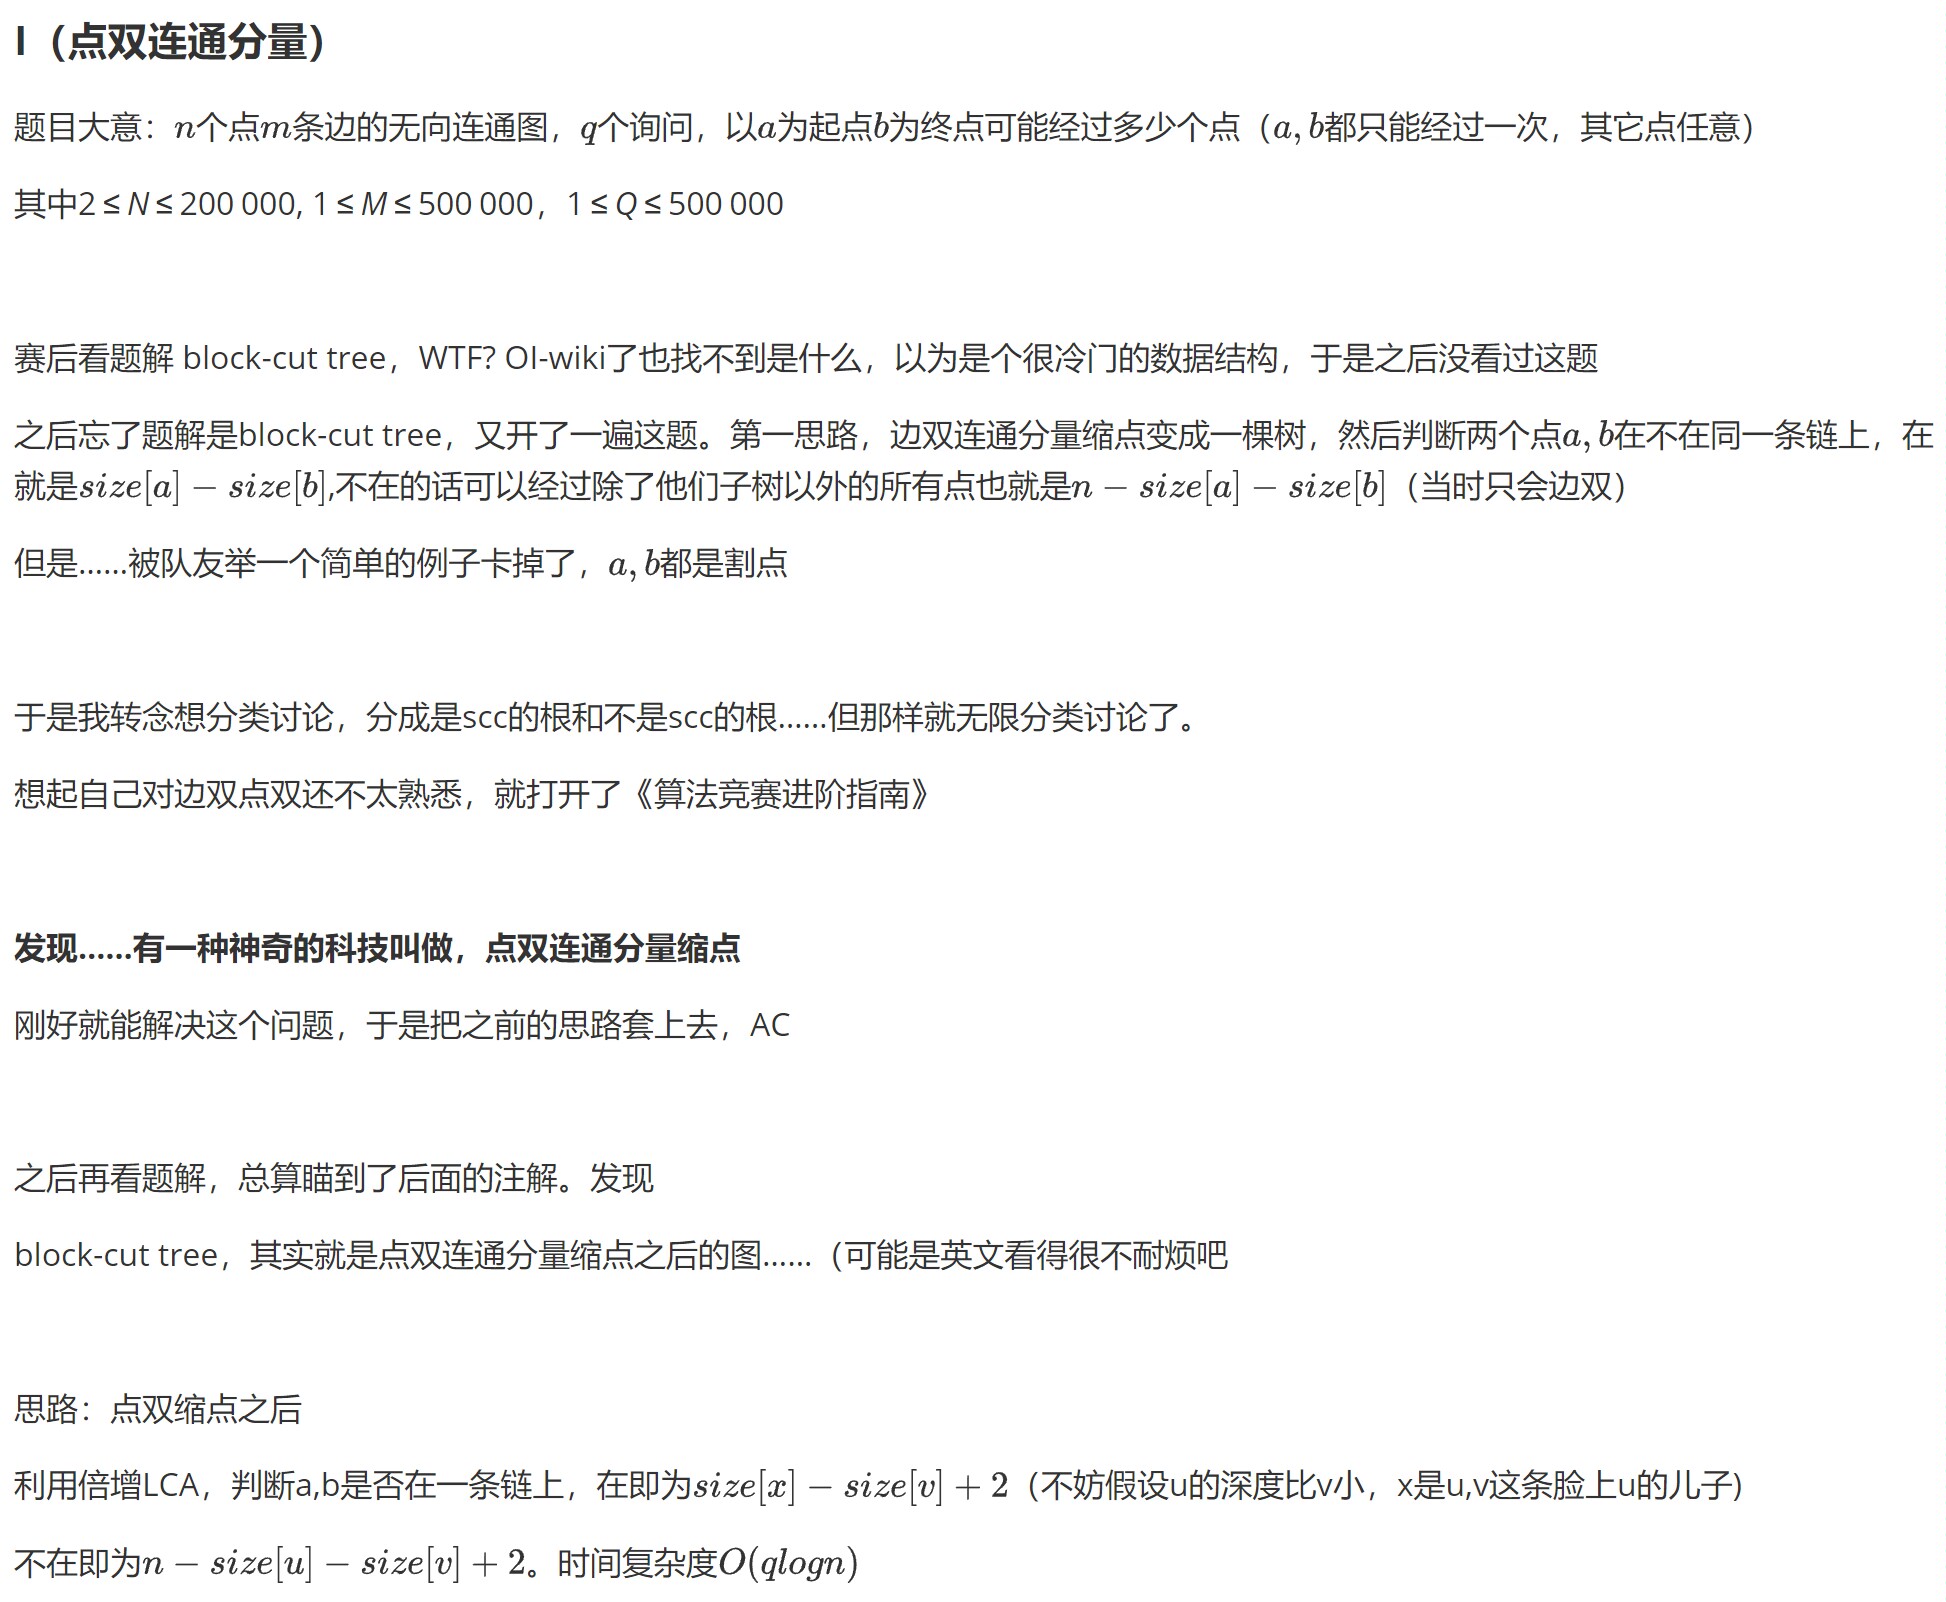 I（点双连通分量）
题目大意：n个点m条边的无向连通图，q个询问，以a为起点b为终点可能经过多少个点（a, b都只能经过一次，其它点任意）
其中2 ≤ N ≤ 200 000, 1 ≤ M ≤ 500 000，1 ≤ Q ≤ 500 000
赛后看题解 block-cut tree，WTF? OI-wiki了也找不到是什么，以为是个很冷门的数据结构，于是之后没看过这题
之后忘了题解是block-cut tree，又开了一遍这题。第一思路，边双连通分量缩点变成一棵树，然后判断两个点a, b在不在同一条链上，在
就是size[a] − size[b],不在的话可以经过除了他们子树以外的所有点也就是n − size[a] − size[b]（当时只会边双）
但是......被队友举一个简单的例子卡掉了，a, b都是割点
于是我转念想分类讨论，分成是scc的根和不是scc的根......但那样就无限分类讨论了。
想起自己对边双点双还不太熟悉，就打开了《算法竞赛进阶指南》
发现......有一种神奇的科技叫做，点双连通分量缩点
刚好就能解决这个问题，于是把之前的思路套上去，AC
之后再看题解，总算瞄到了后面的注解。发现
block-cut tree，其实就是点双连通分量缩点之后的图......（可能是英文看得很不耐烦吧
思路：点双缩点之后
利用倍增LCA，判断a,b是否在一条链上，在即为size[x] − size[v] + 2（不妨假设u的深度比v小，x是u,v这条脸上u的儿子)
不在即为n − size[u] − size[v] + 2。时间复杂度O(qlogn)